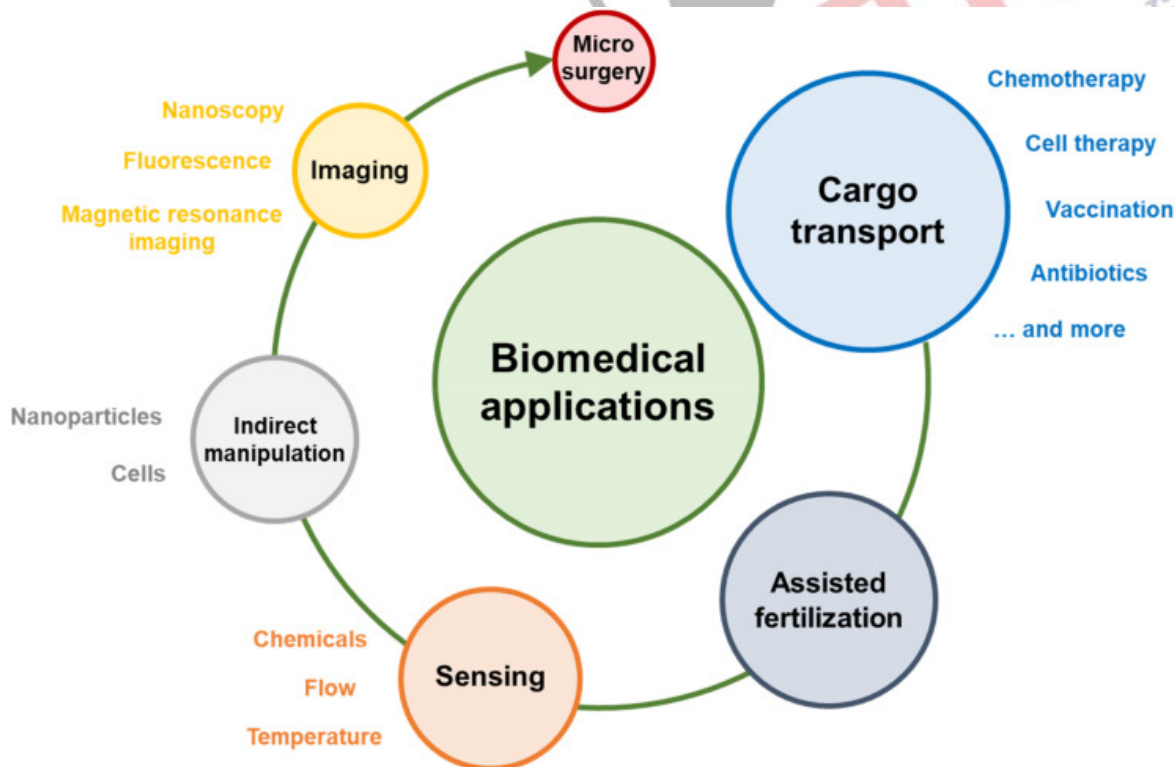 Micro
surgery
Nanoscopy
Fluorescence
Magnetic resonance
imaging
Imaging
Cargo
transport
Chemotherapy
Cell therapy
Vaccination
Antibiotics
... and more
Biomedical
applications
Nanoparticles
Cells
Indirect
manipulation
Assisted
fertilization
Chemicals
Flow
Temperature
Sensing